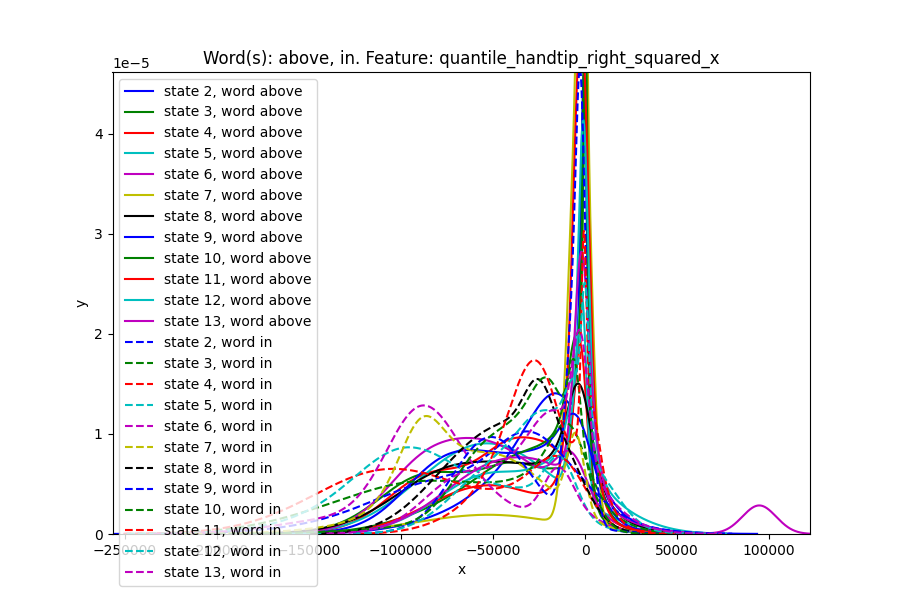 Word(s): above, in. Feature: quantile_handtip_right_squared_x
1e−5
4
3
2
1
0
y
state 2, word above
state 3, word above
state 4, word above
state 5, word above
state 6, word above
state 7, word above
state 8, word above
state 9, word above
state 10, word above
state 11, word above
state 12, word above
state 13, word above
state 2, word in
state 3, word in
state 4, word in
state 5, word in
state 6, word in
state 7, word in
state 8, word in
state 9, word in
state 10, word in
state 11, word in
state 12, word in
state 13, word in
−250000 −200000 −150000 −100000 −50000 0 50000 100000
x